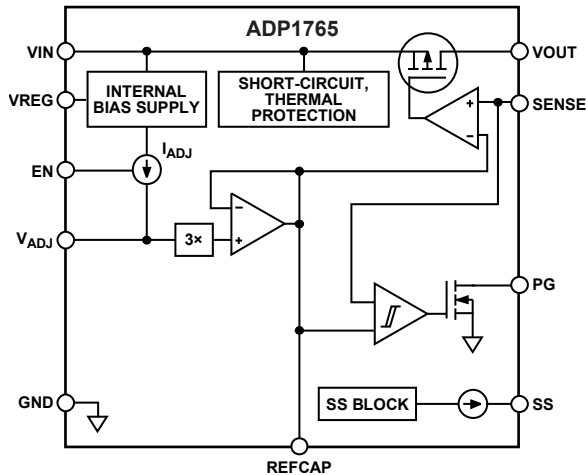 ADP1765
VIN
VOUT
INTERNAL
BIAS SUPPLY
SHORT-CIRCUIT,
THERMAL
PROTECTION
VREG
SENSE
+
−
IADJ
EN
VADJ
3×
−
+
PG
GND
SS BLOCK
SS
REFCAP